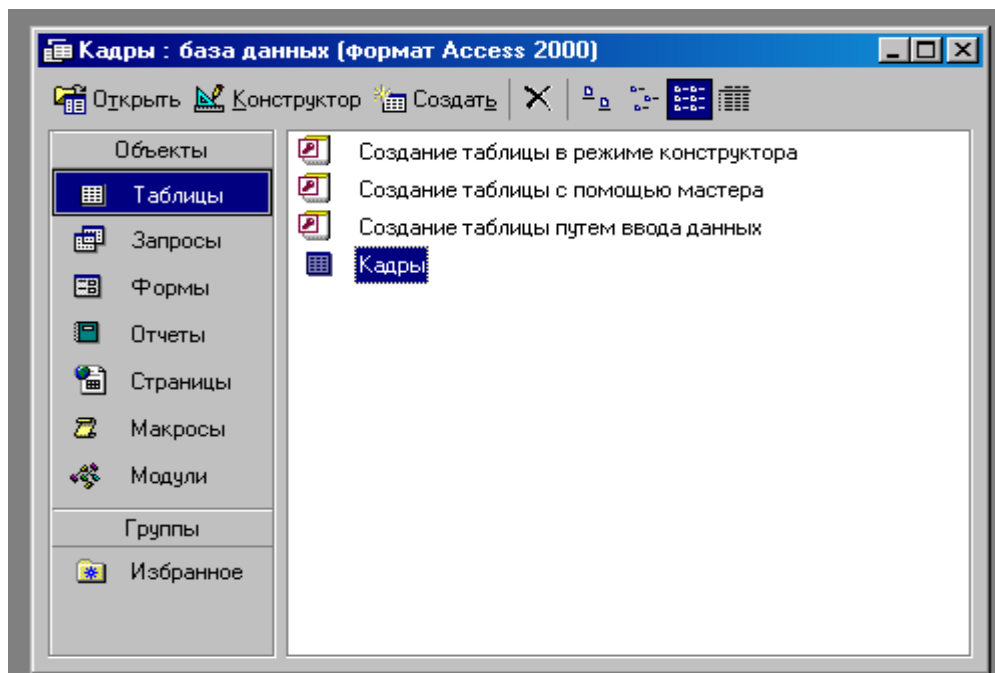 Кадры : база данных (формат Access 2000)
Открыть Конструктор Создать
Объекты
Таблицы
Запросы
Формы
Отчеты
Страницы
Макросы
Модули
Группы
Избранное
Создание таблицы в режиме конструктора
Создание таблицы с помощью мастера
Создание таблицы путем ввода данных
Кадры